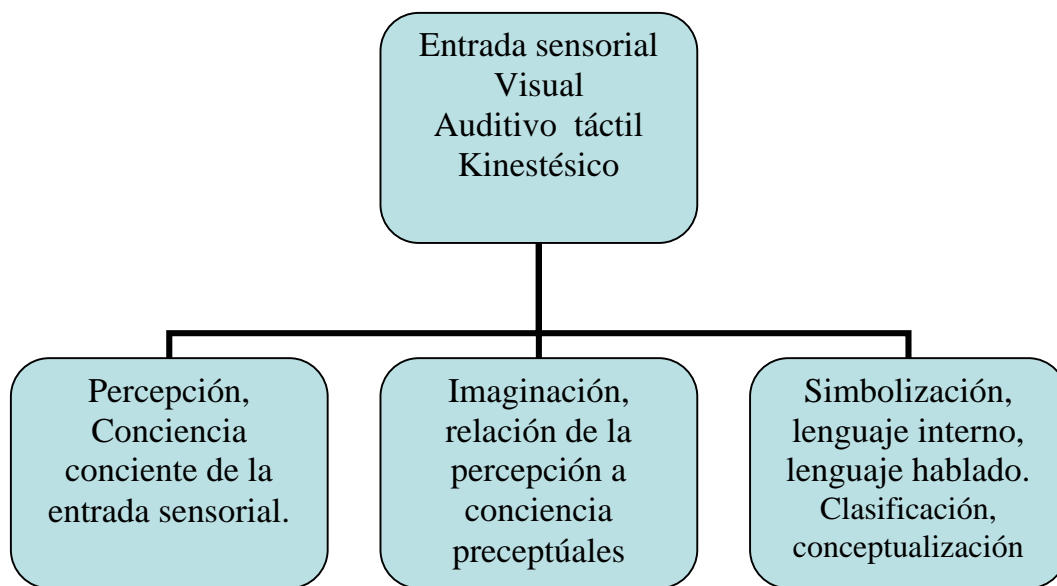 Entrada sensorial
Visual
Auditivo  táctil
Kinestésico
Percepción,
Conciencia
conciente de la
entrada sensorial.
Imaginación,
relación de la
percepción a
conciencia
preceptúales
Simbolización,
lenguaje interno,
lenguaje hablado.
Clasificación,
conceptualización